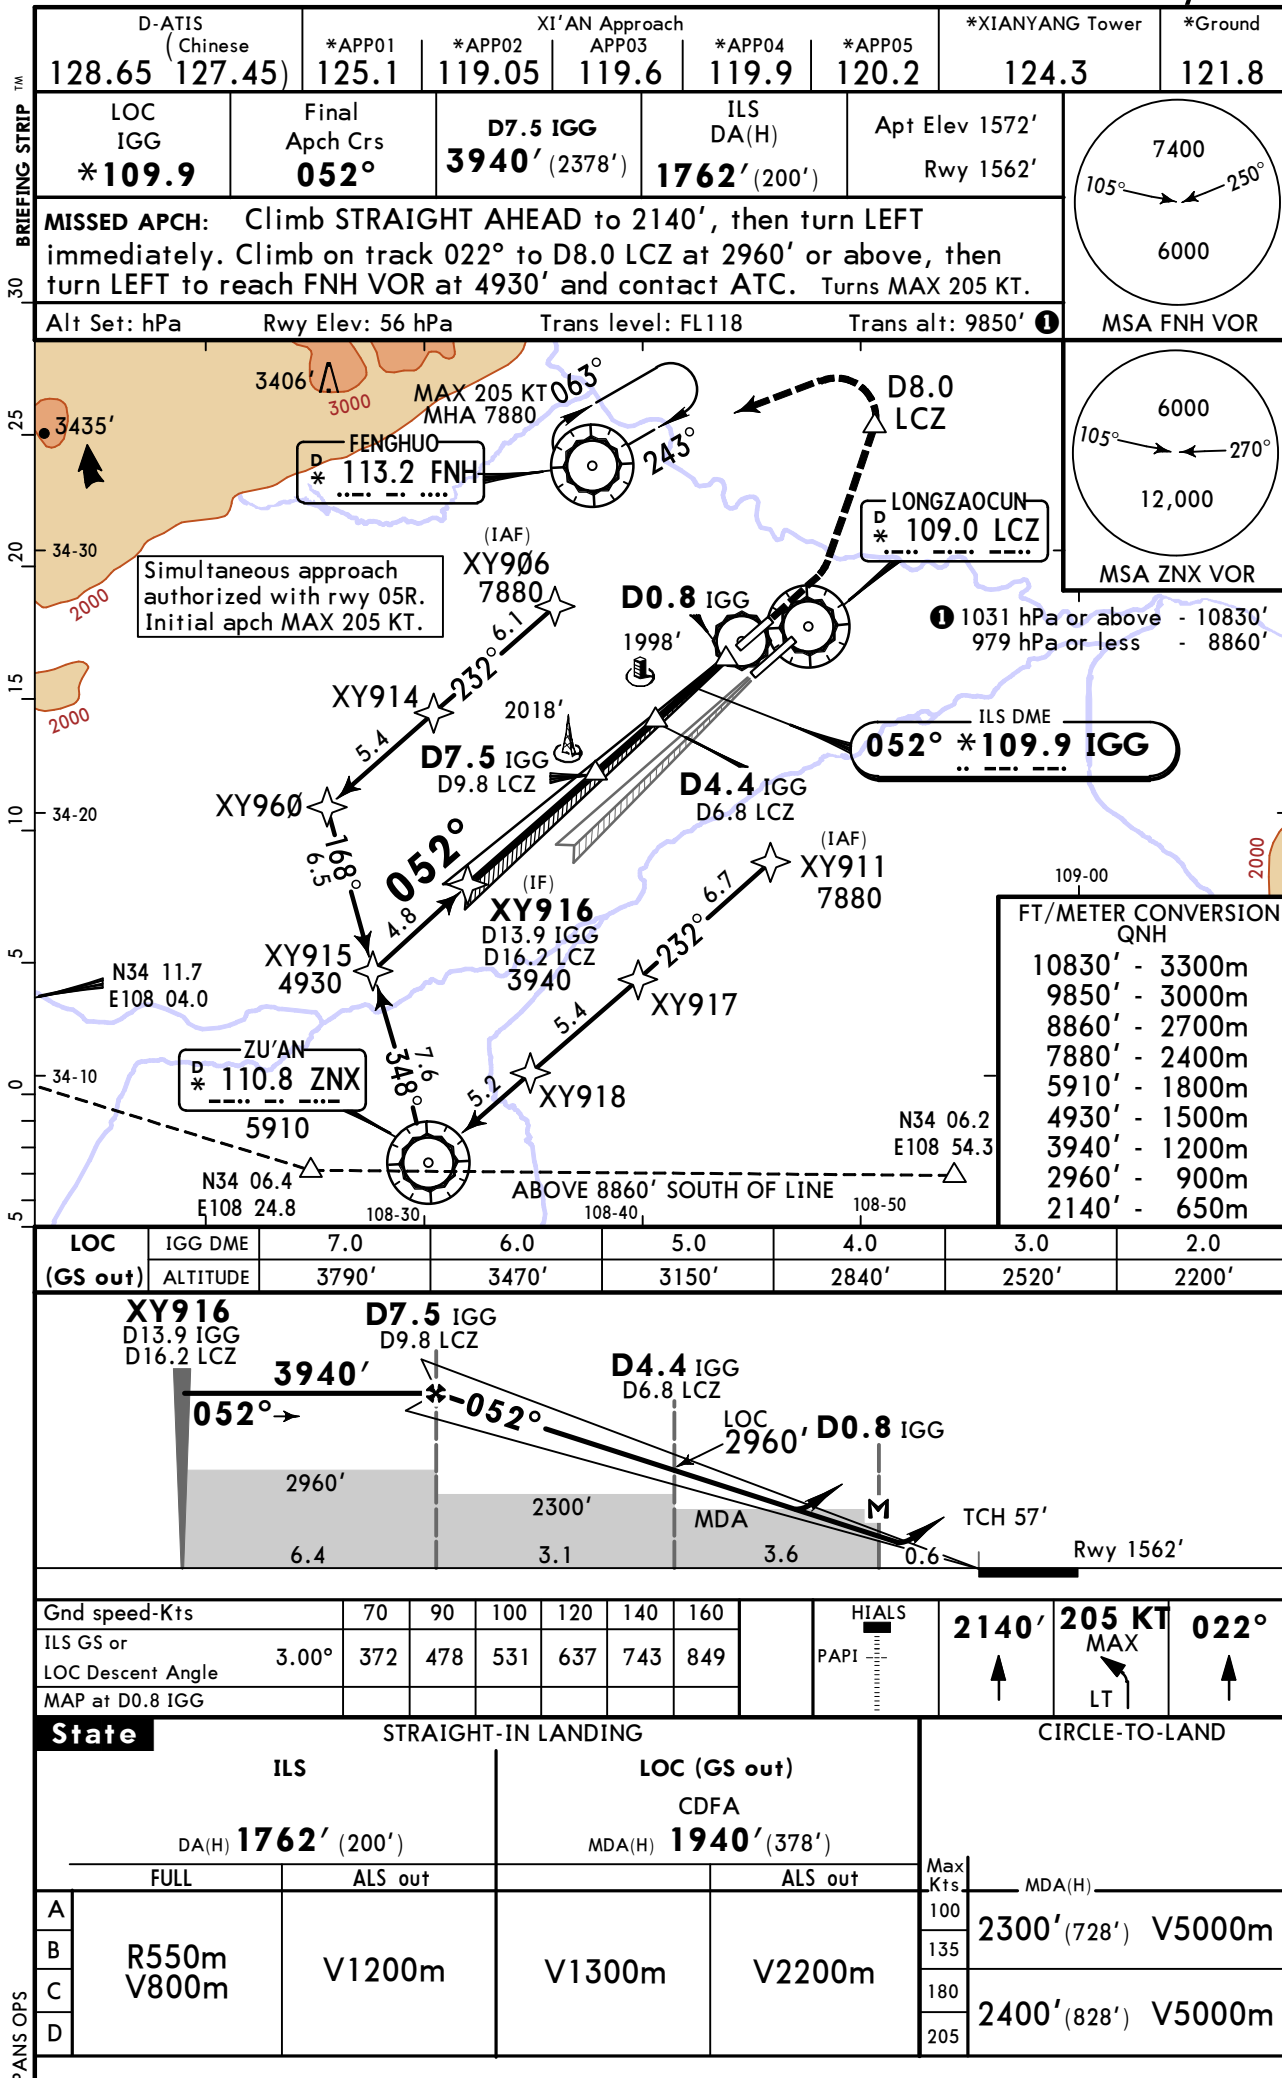 D-ATIS
(Chinese
128.65 127.45)
XI'AN Approach
*APP01
125.1
*APP02
119.05
APP03
119.6
*APP04
119.9
*APP05
120.2
*XIANYANG Tower
124.3
*Ground
121.8
BRIEFING STRIP TM
LOC
IGG
*109.9
Final
Apch Crs
052°
D7.5 IGG
3940' (2378')
ILS
DA(H)
1762' (200')
Apt Elev 1572'
Rwy 1562'
MISSED APCH: Climb STRAIGHT AHEAD to 2140', then turn LEFT
immediately. Climb on track 022° to D8.0 LCZ at 2960' or above, then
turn LEFT to reach FNH VOR at 4930' and contact ATC. Turns MAX 205 KT.
Alt Set: hPa Rwy Elev: 56 hPa Trans level: FL118 Trans alt: 9850' 1
7400
105°
250°
6000
MSA FNH VOR
6000
105°
270°
12,000
MSA ZNX VOR
1 1031 hPa or above - 10830'
979 hPa or less - 8860'
30
25
20
15
10
5
0
5
3406'
3000
3435'
MAX 205 KT
MHA 7880
063°
243°
FENGHUO
D
* 113.2 FNH
D8.0
LCZ
LONGZAOCUN
D
* 109.0 LCZ
34-30
2000
Simultaneous approach
authorized with rwy 05R.
Initial apch MAX 205 KT.
(IAF)
XY906
7880
6.1
232°
D0.8 IGG
1998'
XY914
2000
5.4
2018'
D7.5 IGG
D9.8 LCZ
ILS DME
052° *109.9 IGG
D4.4 IGG
D6.8 LCZ
XY960
34-20
168°
6.5
052°
(IAF)
XY911
7880
2000
109-00
4.8
(IF)
XY916
D13.9 IGG
D16.2 LCZ
3940
6.7
232°
XY915
4930
N34 11.7
E108 04.0
XY917
5.4
ZU'AN
D
* 110.8 ZNX
5910
34-10
348°
7.6
5.2
XY918
N34 06.2
E108 54.3
N34 06.4
E108 24.8
ABOVE 8860' SOUTH OF LINE
108-30
108-40
108-50
FT/METER CONVERSION
QNH
10830' - 3300m
9850' - 3000m
8860' - 2700m
7880' - 2400m
5910' - 1800m
4930' - 1500m
3940' - 1200m
2960' - 900m
2140' - 650m
LOC
(GS out)
IGG DME 7.0 6.0 5.0 4.0 3.0 2.0
ALTITUDE 3790' 3470' 3150' 2840' 2520' 2200'
XY916
D13.9 IGG
D16.2 LCZ
D7.5 IGG
D9.8 LCZ
3940'
052°
052°
D4.4 IGG
D6.8 LCZ
LOC
2960'
D0.8 IGG
2960'
2300'
MDA
M
TCH 57'
6.4
3.1
3.6
0.6
Rwy 1562'
Gnd speed-Kts 70 90 100 120 140 160
ILS GS or
LOC Descent Angle 3.00° 372 478 531 637 743 849
MAP at D0.8 IGG
HIALS
PAPI
2140'
205 KT
MAX
LT
022°
State
STRAIGHT-IN LANDING
CIRCLE-TO-LAND
ILS
LOC (GS out)
CDFA
DA(H) 1762' (200')
MDA(H) 1940' (378')
FULL
ALS out
ALS out
Max
Kts
MDA(H)
A
B
C
D
R550m
V800m
V1200m
V1300m
V2200m
100
135
2300' (728') V5000m
180
205
2400' (828') V5000m
PANS OPS